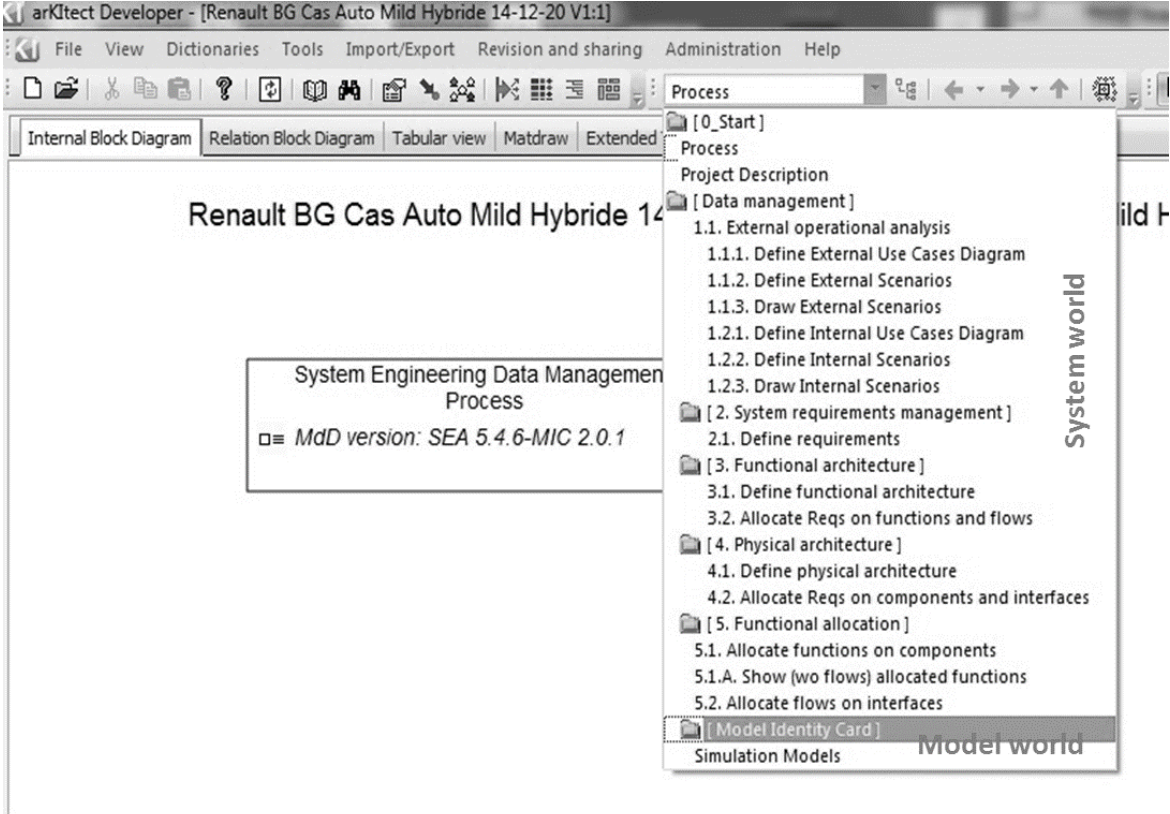 arKItect Developer - [Renault BG Cas Auto Mild Hybride 14-12-20 V1:1]
File View Dictionaries Tools Import/Export Revision and sharing Administration Help
Process
Internal Block Diagram Relation Block Diagram Tabular view Matdraw Extended
[ 0_Start ]
Process
Project Description
[ Data management ]
Renault BG Cas Auto Mild Hybride 14 ild H
1.1. External operational analysis
1.1.1. Define External Use Cases Diagram
1.1.2. Define External Scenarios
1.1.3. Draw External Scenarios
1.2.1. Define Internal Use Cases Diagram
1.2.2. Define Internal Scenarios
1.2.3. Draw Internal Scenarios
System world
System Engineering Data Managemen
Process
MdD version: SEA 5.4.6-MIC 2.0.1
[ 2. System requirements management ]
2.1. Define requirements
[ 3. Functional architecture ]
3.1. Define functional architecture
3.2. Allocate Reqs on functions and flows
[ 4. Physical architecture ]
4.1. Define physical architecture
4.2. Allocate Reqs on components and interfaces
[ 5. Functional allocation ]
5.1. Allocate functions on components
5.1.A. Show (wo flows) allocated functions
5.2. Allocate flows on interfaces
[ Model Identity Card ]
Model world
Simulation Models